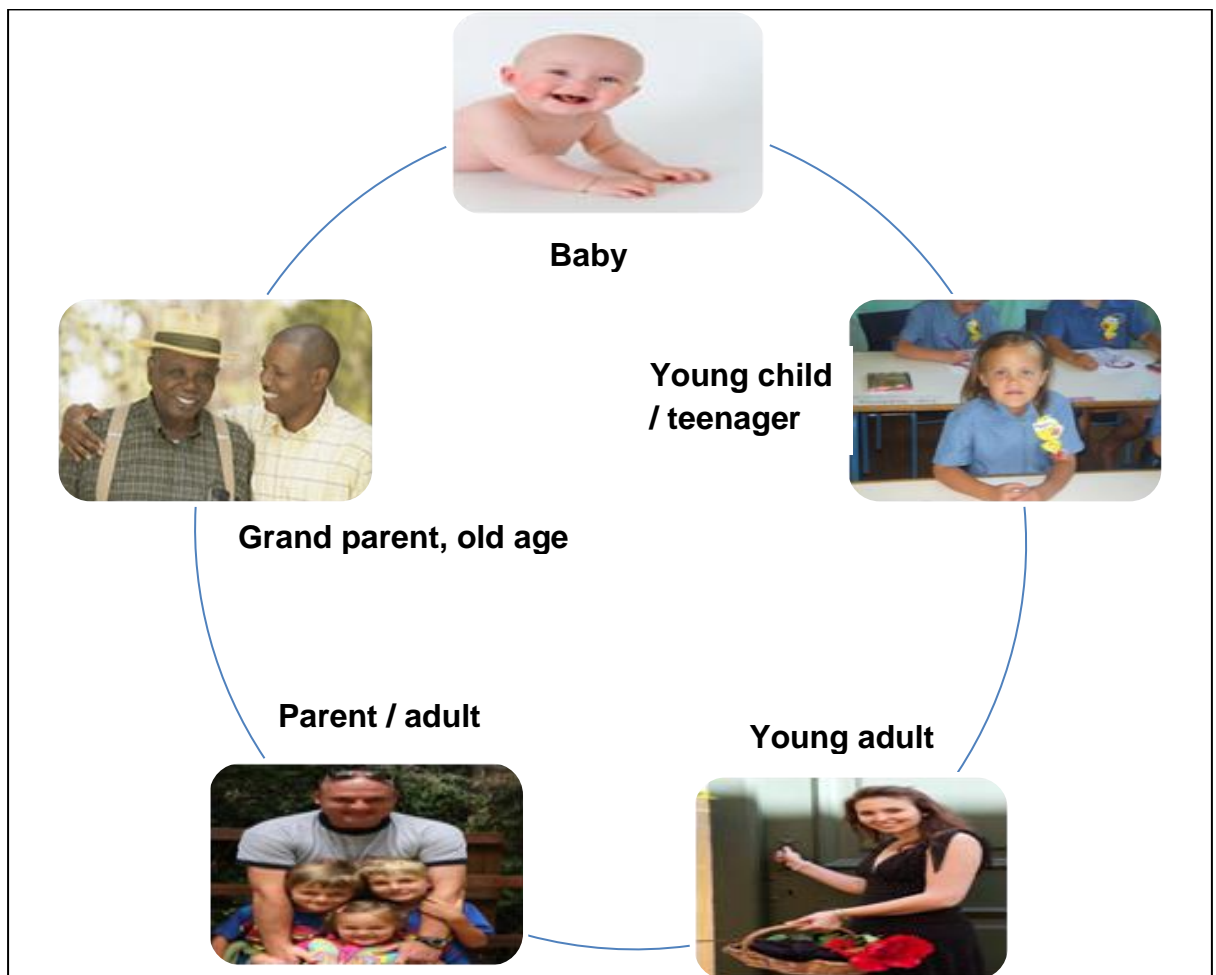 Baby
Young child
/ teenager
Grand parent, old age
Parent / adult
Young adult